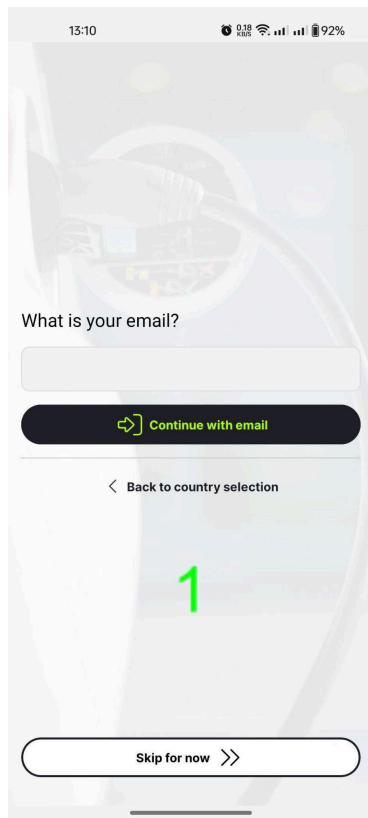 13:10 0.18 KB/S 92%
What is your email?
Continue with email
Back to country selection
1
Skip for now